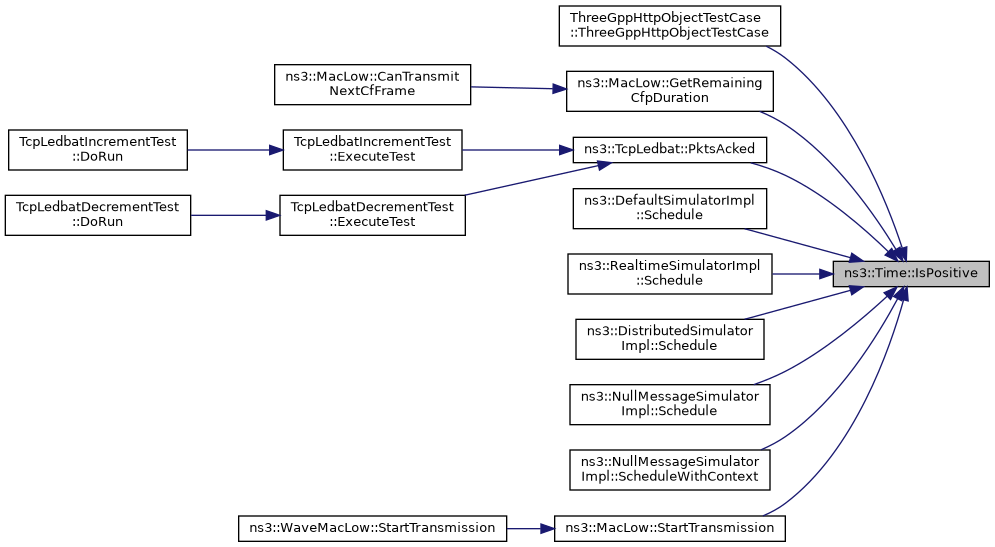 ThreeGppHttpObjectTestCase
::ThreeGppHttpObjectTestCase
ns3::MacLow::CanTransmit
NextCfFrame
ns3::MacLow::GetRemaining
CfpDuration
TcpLedbatIncrementTest
::DoRun
TcpLedbatIncrementTest
::ExecuteTest
ns3::TcpLedbat::PktsAcked
TcpLedbatDecrementTest
::DoRun
TcpLedbatDecrementTest
::ExecuteTest
ns3::DefaultSimulatorImpl
::Schedule
ns3::RealtimeSimulatorImpl
::Schedule
ns3::Time::IsPositive
ns3::DistributedSimulator
Impl::Schedule
ns3::NullMessageSimulator
Impl::Schedule
ns3::NullMessageSimulator
Impl::ScheduleWithContext
ns3::WaveMacLow::StartTransmission
ns3::MacLow::StartTransmission